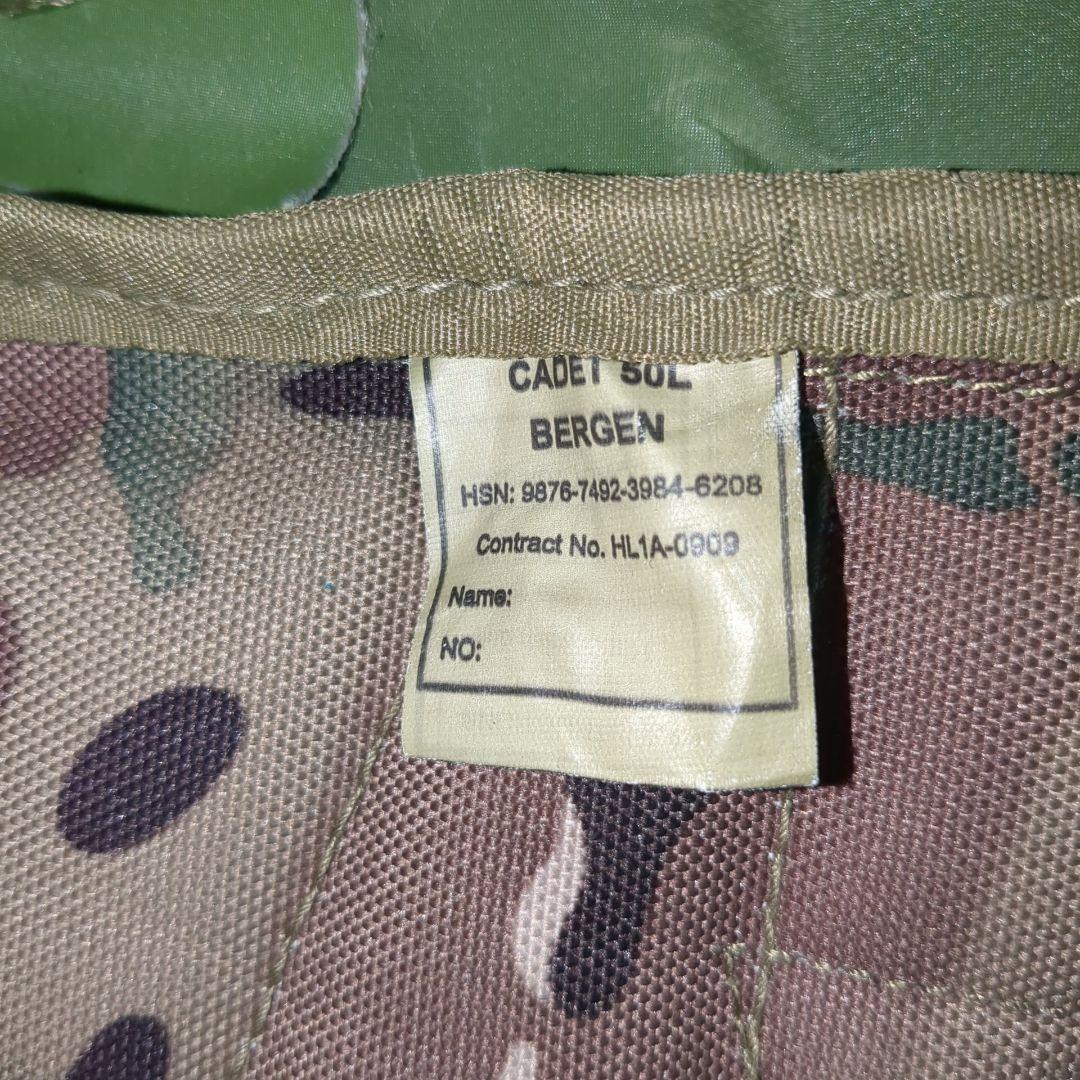 CADET 50L
BERGEN
HSN: 9876-7492-3984-6208
Contract No. HL1A-0909
Name:
NO: